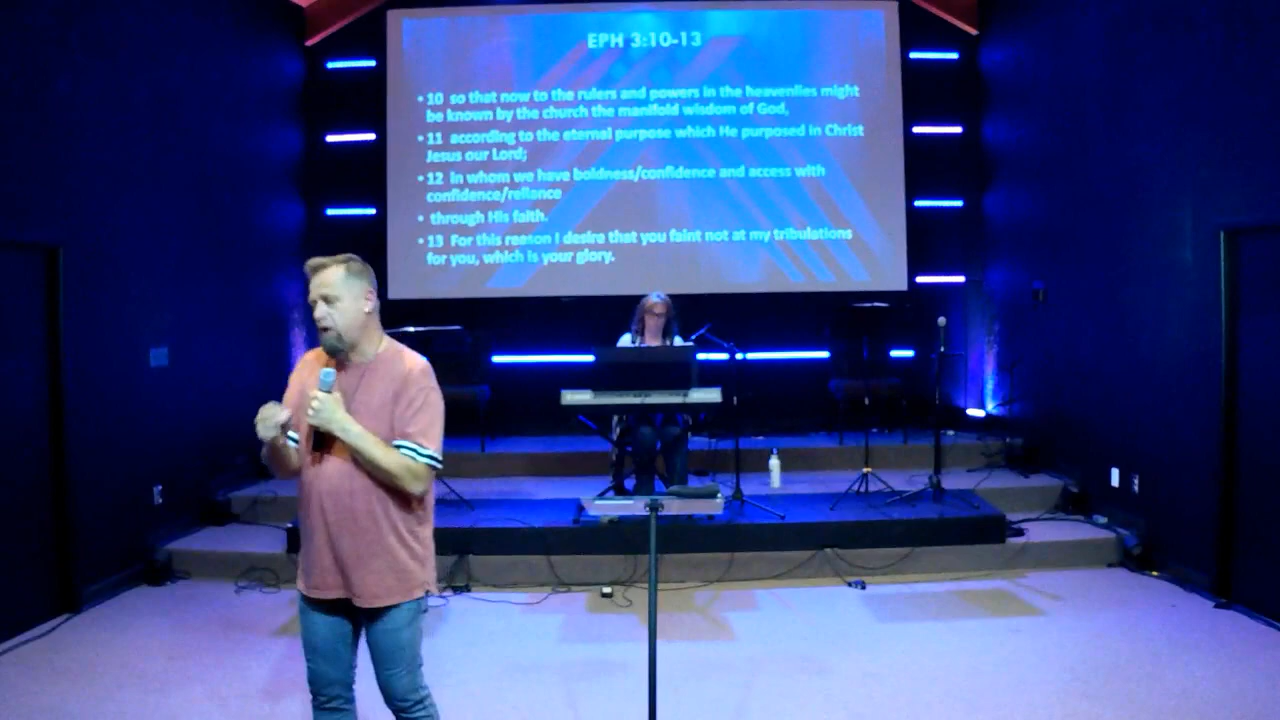 EPH 3:10-13
• 10 so that now to the rulers and powers in the heavenlies might
be known by the church the manifold wisdom of God,
• 11 according to the eternal purpose which He purposed in Christ
Jesus our Lord;
• 12 in whom we have boldness/confidence and access with
confidence/reliance
• through His faith.
• 13 For this reason I desire that you faint not at my tribulations
for you, which is your glory.